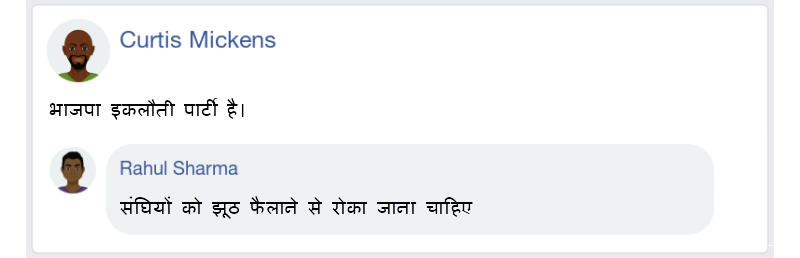 Curtis Mickens
भाजपा इकलौती पार्टी है।
Rahul Sharma
संघियों को झूठ फैलाने से रोका जाना चाहिए